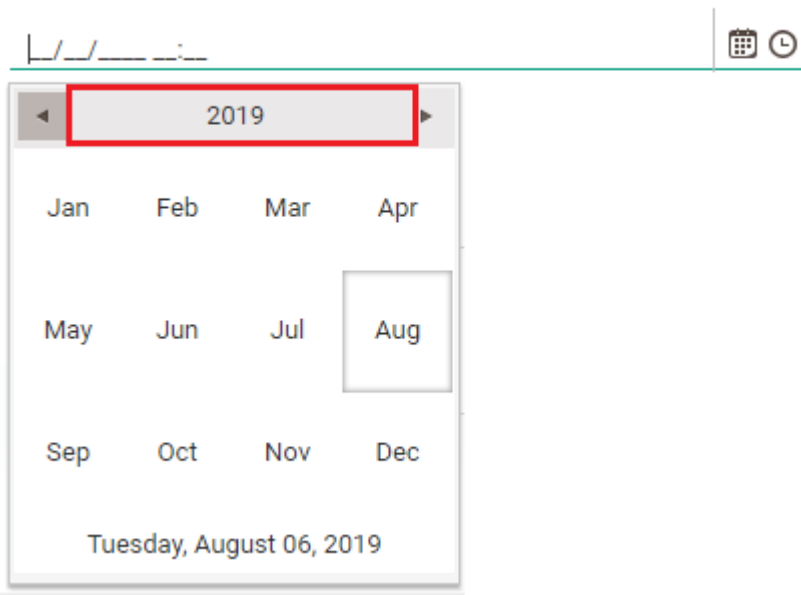 __/__/____ __:__
2019
Jan Feb Mar Apr
May Jun Jul Aug
Sep Oct Nov Dec
Tuesday, August 06, 2019